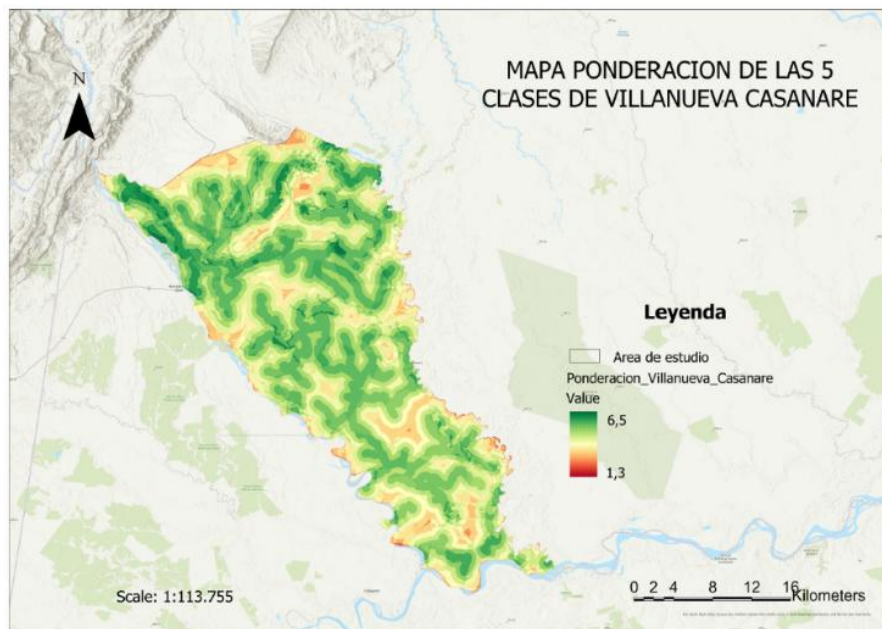 MAPA PONDERACION DE LAS 5
CLASES DE VILLANUEVA CASANARE
N
Leyenda
Area de estudio
Ponderacion_Villanueva_Casanare
Value
6,5
1,3
Scale: 1:113.755
0 2 4 8 12 16
Kilometers